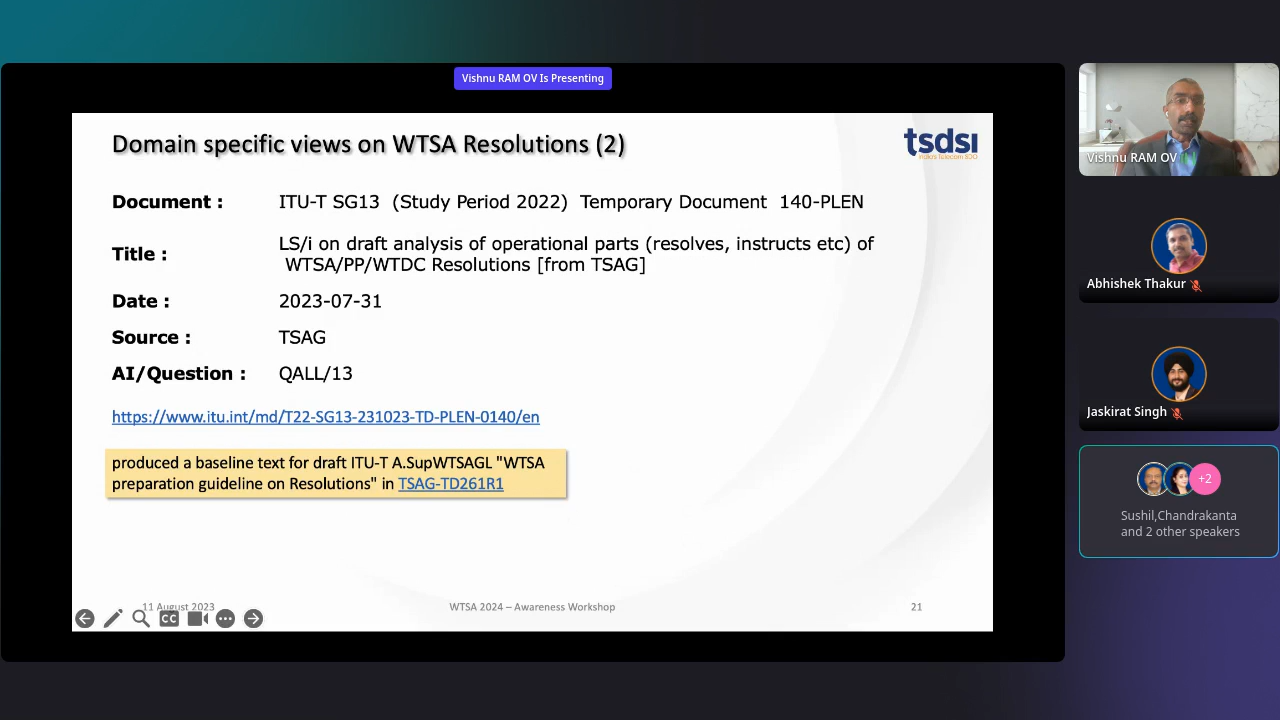 Vishnu RAM OV Is Presenting
Domain specific views on WTSA Resolutions (2)
tsdsi
India's Telecom SDO
Document :
ITU-T SG13 (Study Period 2022) Temporary Document 140-PLEN
Title :
LS/i on draft analysis of operational parts (resolves, instructs etc) of
WTSA/PP/WTDC Resolutions [from TSAG]
Date :
2023-07-31
Source :
TSAG
AI/Question :
QALL/13
https://www.itu.int/md/T22-SG13-231023-TD-PLEN-0140/en
produced a baseline text for draft ITU-T A.SupWTSAGL "WTSA
preparation guideline on Resolutions" in TSAG-TD261R1
11 August 2023
WTSA 2024 – Awareness Workshop
21
CC
Vishnu RAM OV
Abhishek Thakur
Jaskirat Singh
+2
Sushil,Chandrakanta
and 2 other speakers